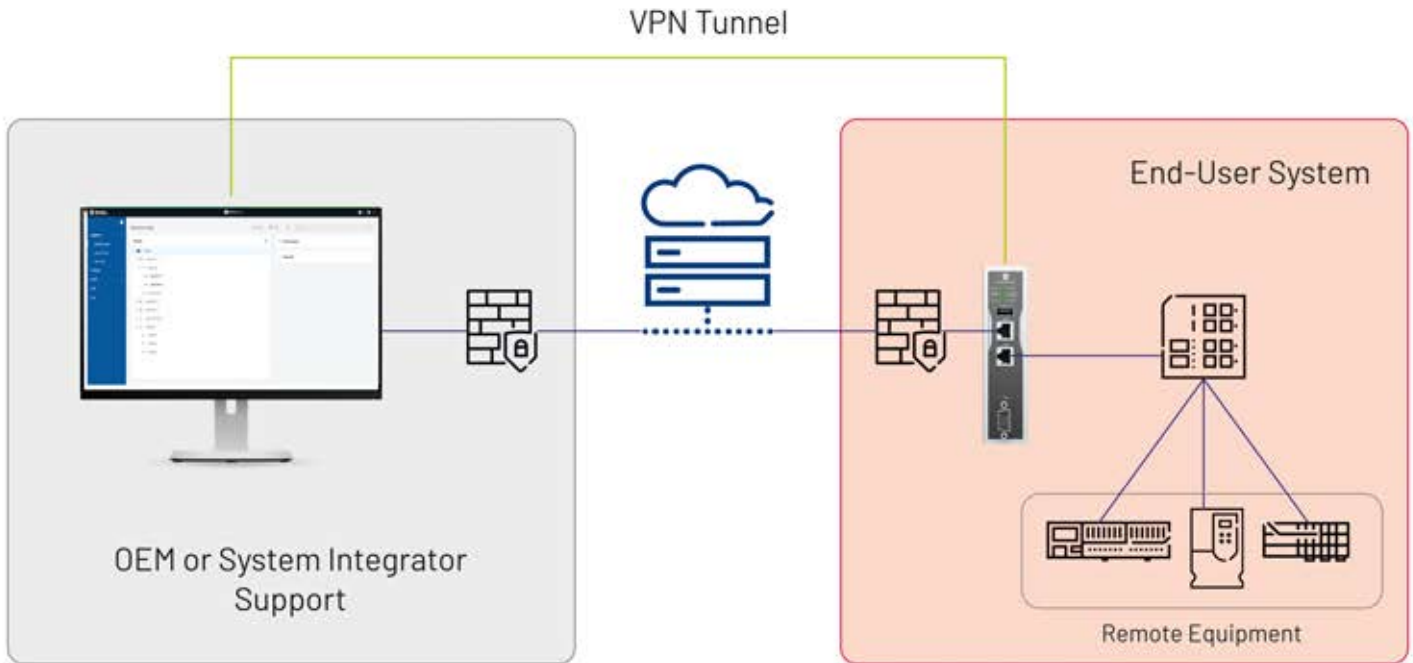 VPN Tunnel
End-User System
OEM or System Integrator
Support
Remote Equipment